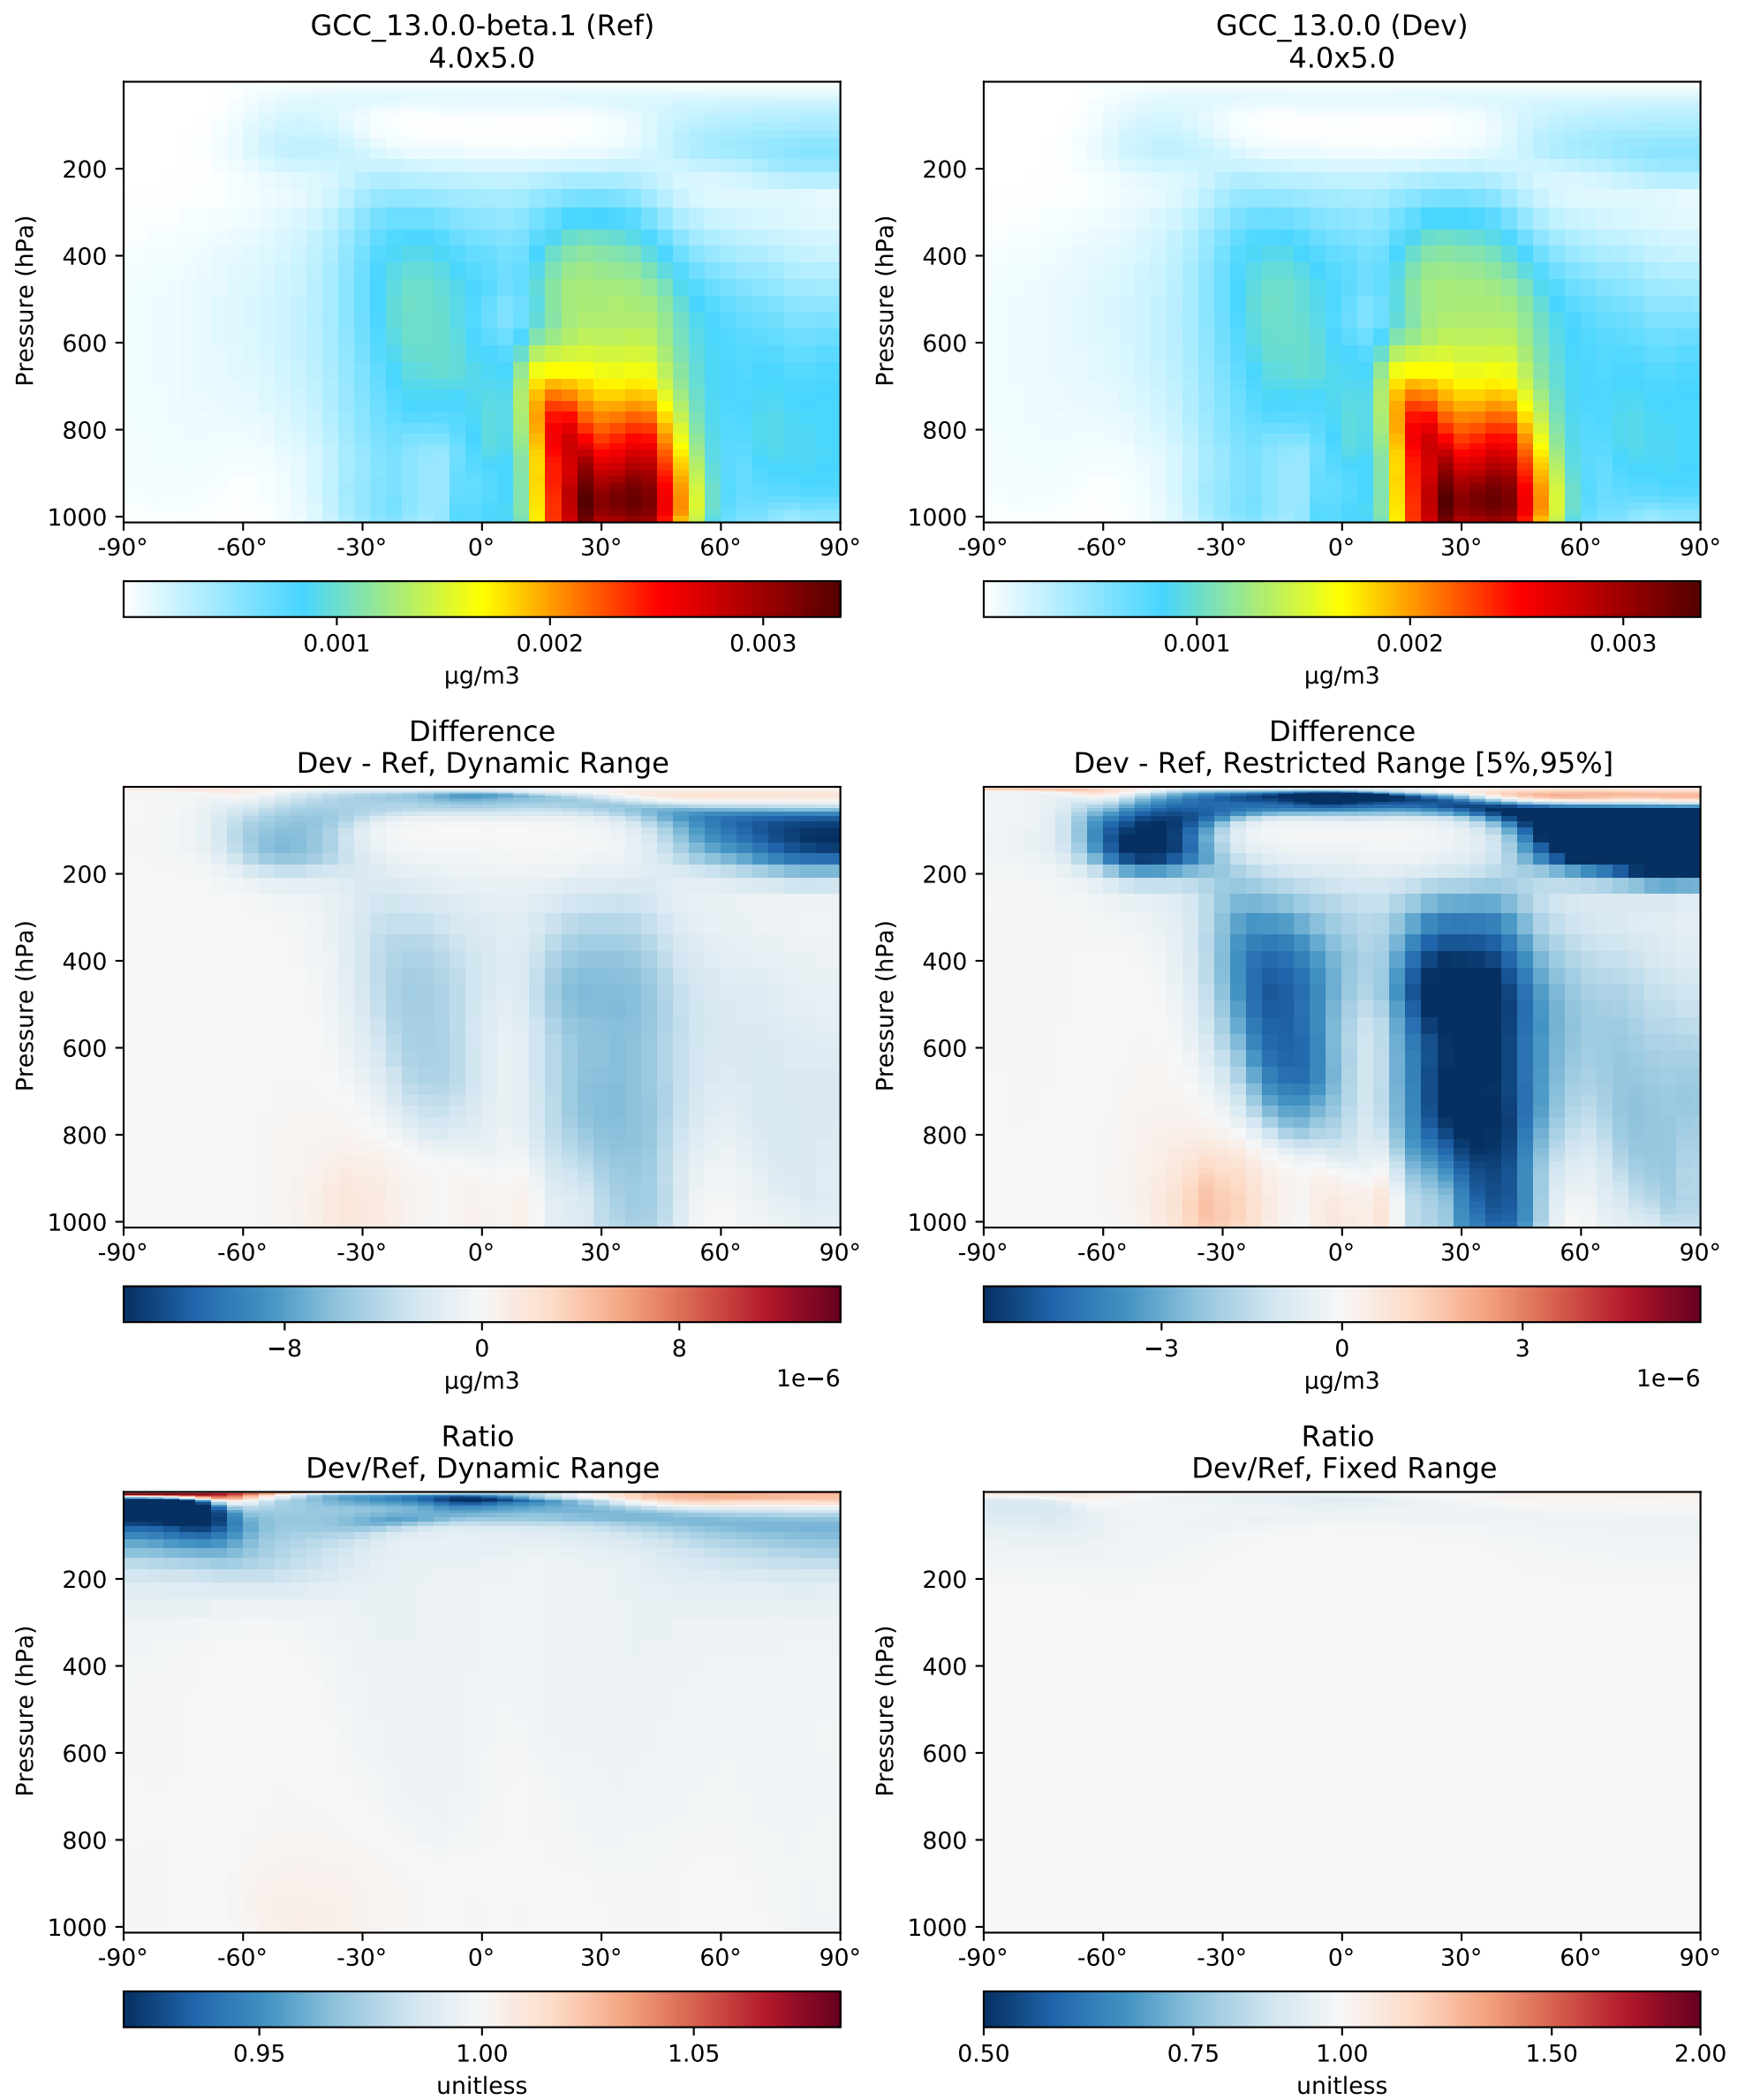 GCC_13.0.0-beta.1 (Ref)
4.0x5.0
Pressure (hPa)
200
400
600
800
1000
-90° -60° -30° 0° 30° 60° 90°
0.001 0.002 0.003
μg/m3
GCC_13.0.0 (Dev)
4.0x5.0
Pressure (hPa)
200
400
600
800
1000
-90° -60° -30° 0° 30° 60° 90°
0.001 0.002 0.003
μg/m3
Difference
Dev - Ref, Dynamic Range
Pressure (hPa)
200
400
600
800
1000
-90° -60° -30° 0° 30° 60° 90°
−8 0 8
μg/m3 1e−6
Difference
Dev - Ref, Restricted Range [5%,95%]
Pressure (hPa)
200
400
600
800
1000
-90° -60° -30° 0° 30° 60° 90°
−3 0 3
μg/m3 1e−6
Ratio
Dev/Ref, Dynamic Range
Pressure (hPa)
200
400
600
800
1000
-90° -60° -30° 0° 30° 60° 90°
0.95 1.00 1.05
unitless
Ratio
Dev/Ref, Fixed Range
Pressure (hPa)
200
400
600
800
1000
-90° -60° -30° 0° 30° 60° 90°
0.50 0.75 1.00 1.50 2.00
unitless